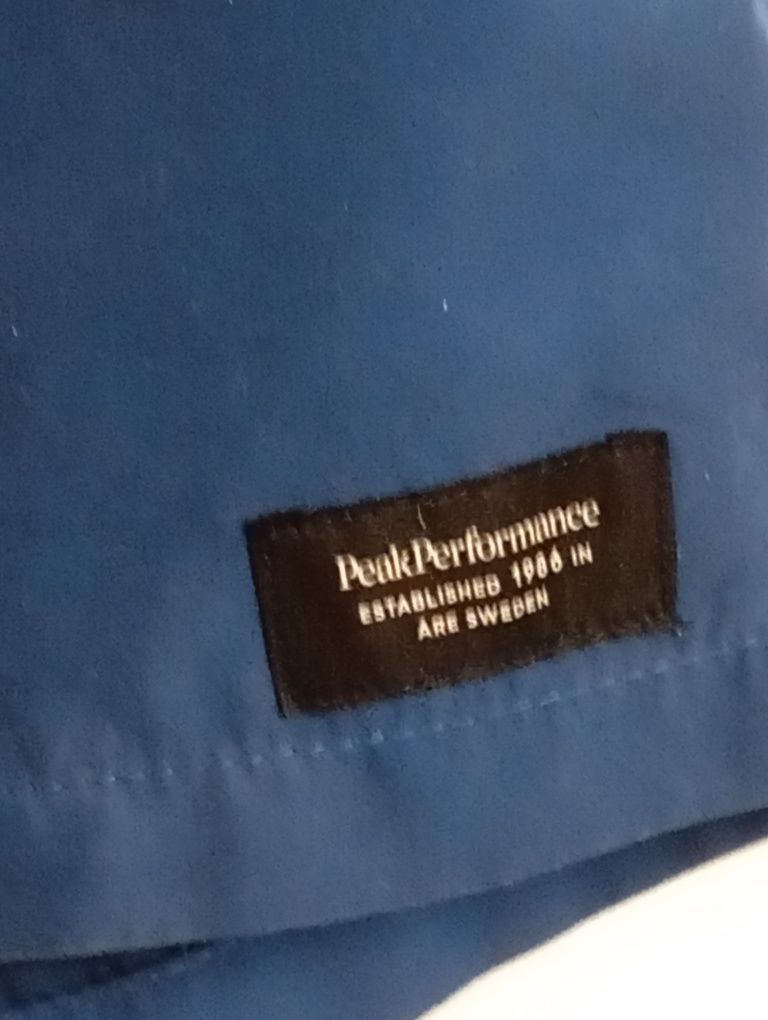 PeakPerformance
ESTABLISHED 1986 IN
ARE SWEDEN